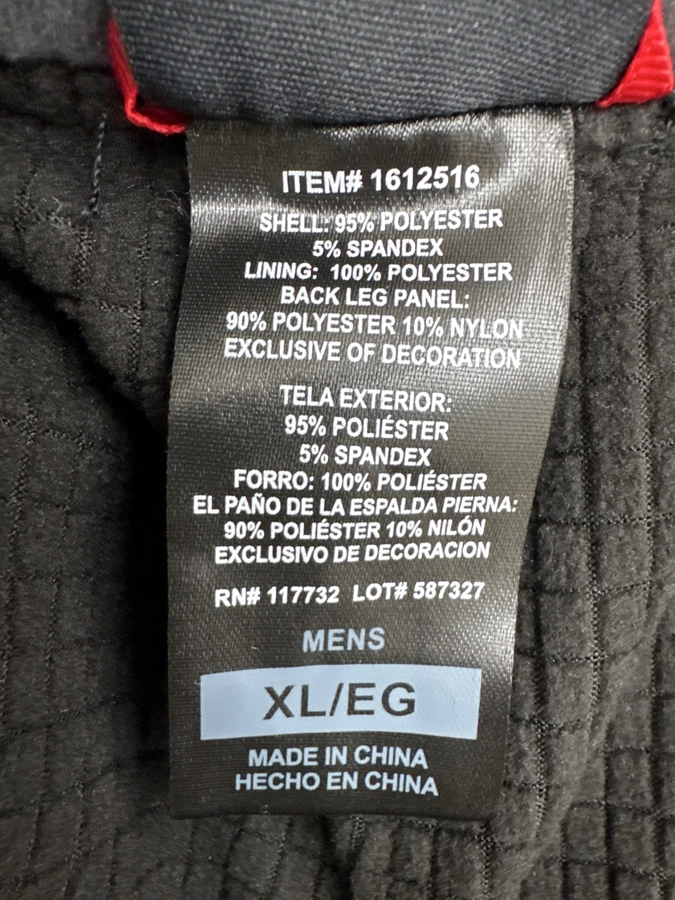 ITEM# 1612516
SHELL: 95% POLYESTER
5% SPANDEX
LINING: 100% POLYESTER
BACK LEG PANEL:
90% POLYESTER 10% NYLON
EXCLUSIVE OF DECORATION
TELA EXTERIOR:
95% POLIÉSTER
5% SPANDEX
FORRO: 100% POLIÉSTER
EL PAÑO DE LA ESPALDA PIERNA:
90% POLIÉSTER 10% NILÓN
EXCLUSIVO DE DECORACION
RN# 117732 LOT# 587327
MENS
XL/EG
MADE IN CHINA
HECHO EN CHINA